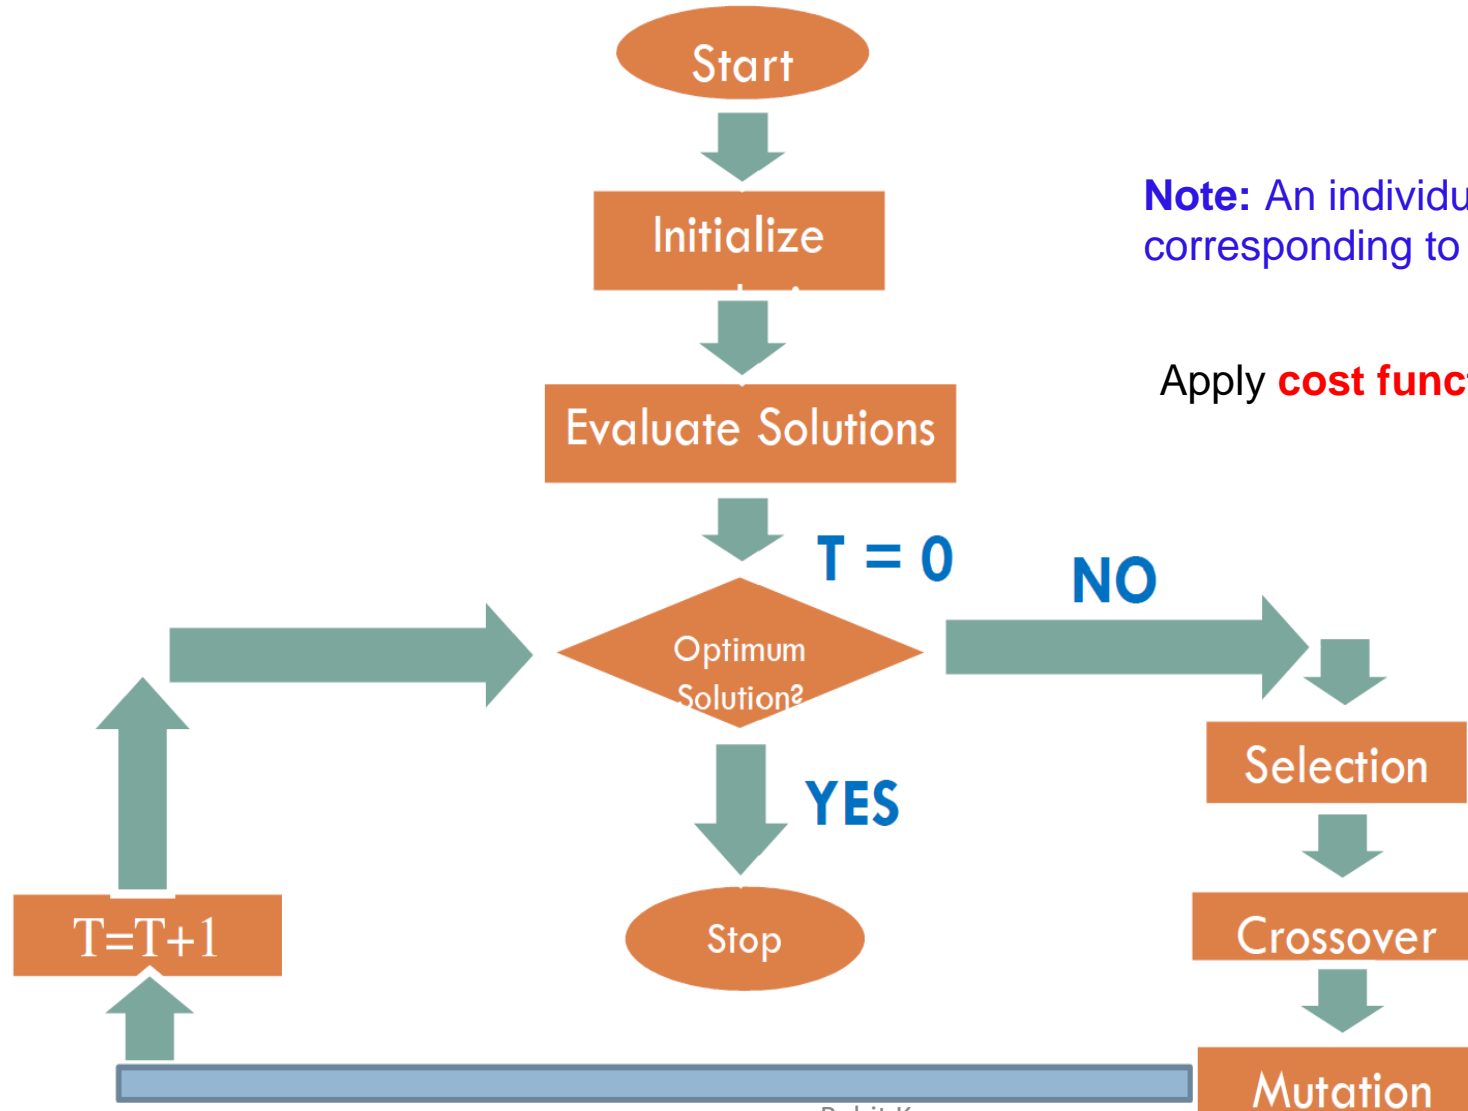 Start
Initialize
Note: An individu
corresponding to
Apply cost func
Evaluate Solutions
T = 0
NO
Optimum
Solution?
YES
Selection
Stop
T=T+1
Crossover
Mutation